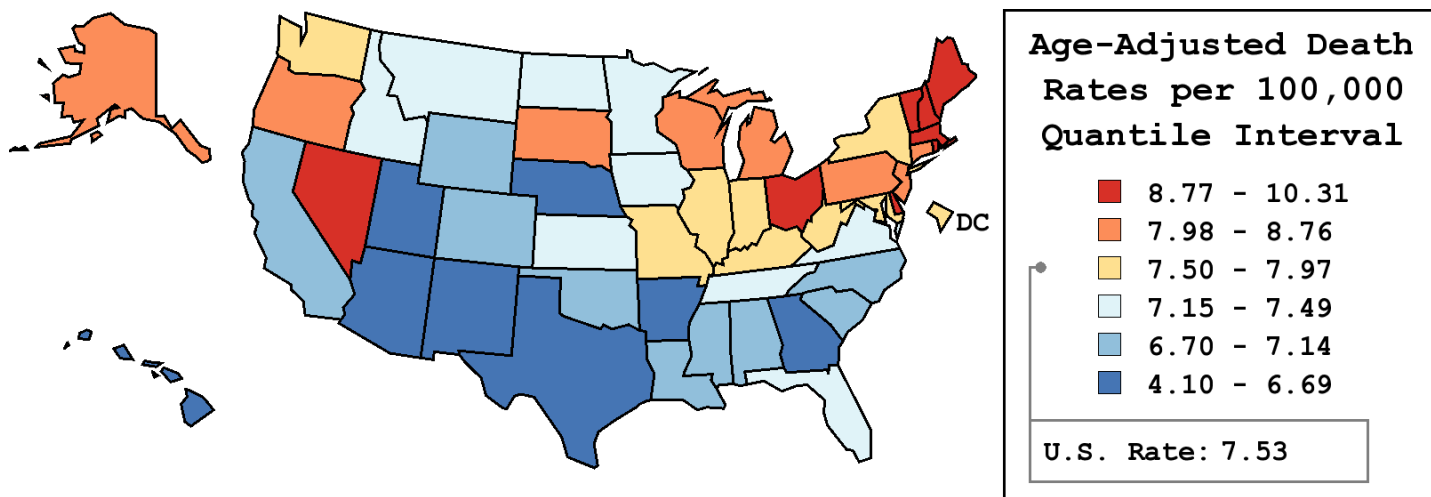 DC
Age-Adjusted Death
Rates per 100,000
Quantile Interval
8.77 - 10.31
7.98 - 8.76
7.50 - 7.97
7.15 - 7.49
6.70 - 7.14
4.10 - 6.69
U.S. Rate: 7.53